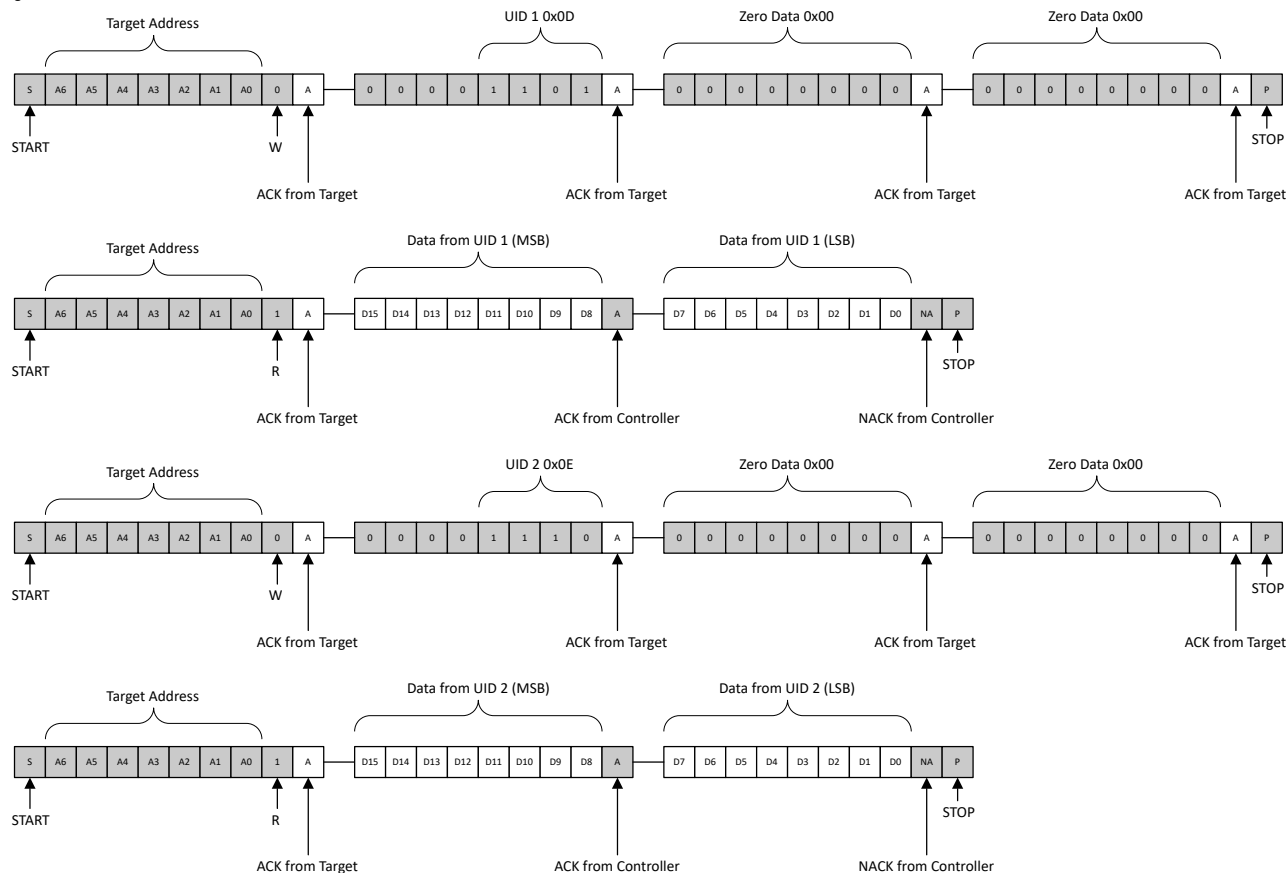 Target Address UID 1 0x0D Zero Data 0x00 Zero Data 0x00
S A6 A5 A4 A3 A2 A1 A0 0 A 0 0 0 0 1 1 0 1 A 0 0 0 0 0 0 0 0 A 0 0 0 0 0 0 0 0 A P
START W STOP
ACK from Target ACK from Target ACK from Target ACK from Target
Target Address Data from UID 1 (MSB) Data from UID 1 (LSB)
S A6 A5 A4 A3 A2 A1 A0 1 A D15 D14 D13 D12 D11 D10 D9 D8 A D7 D6 D5 D4 D3 D2 D1 D0 NA P
START R STOP
ACK from Target ACK from Controller NACK from Controller
Target Address UID 2 0x0E Zero Data 0x00 Zero Data 0x00
S A6 A5 A4 A3 A2 A1 A0 0 A 0 0 0 0 1 1 1 0 A 0 0 0 0 0 0 0 0 A 0 0 0 0 0 0 0 0 A P
START W STOP
ACK from Target ACK from Target ACK from Target ACK from Target
Target Address Data from UID 2 (MSB) Data from UID 2 (LSB)
S A6 A5 A4 A3 A2 A1 A0 1 A D15 D14 D13 D12 D11 D10 D9 D8 A D7 D6 D5 D4 D3 D2 D1 D0 NA P
START R STOP
ACK from Target ACK from Controller NACK from Controller